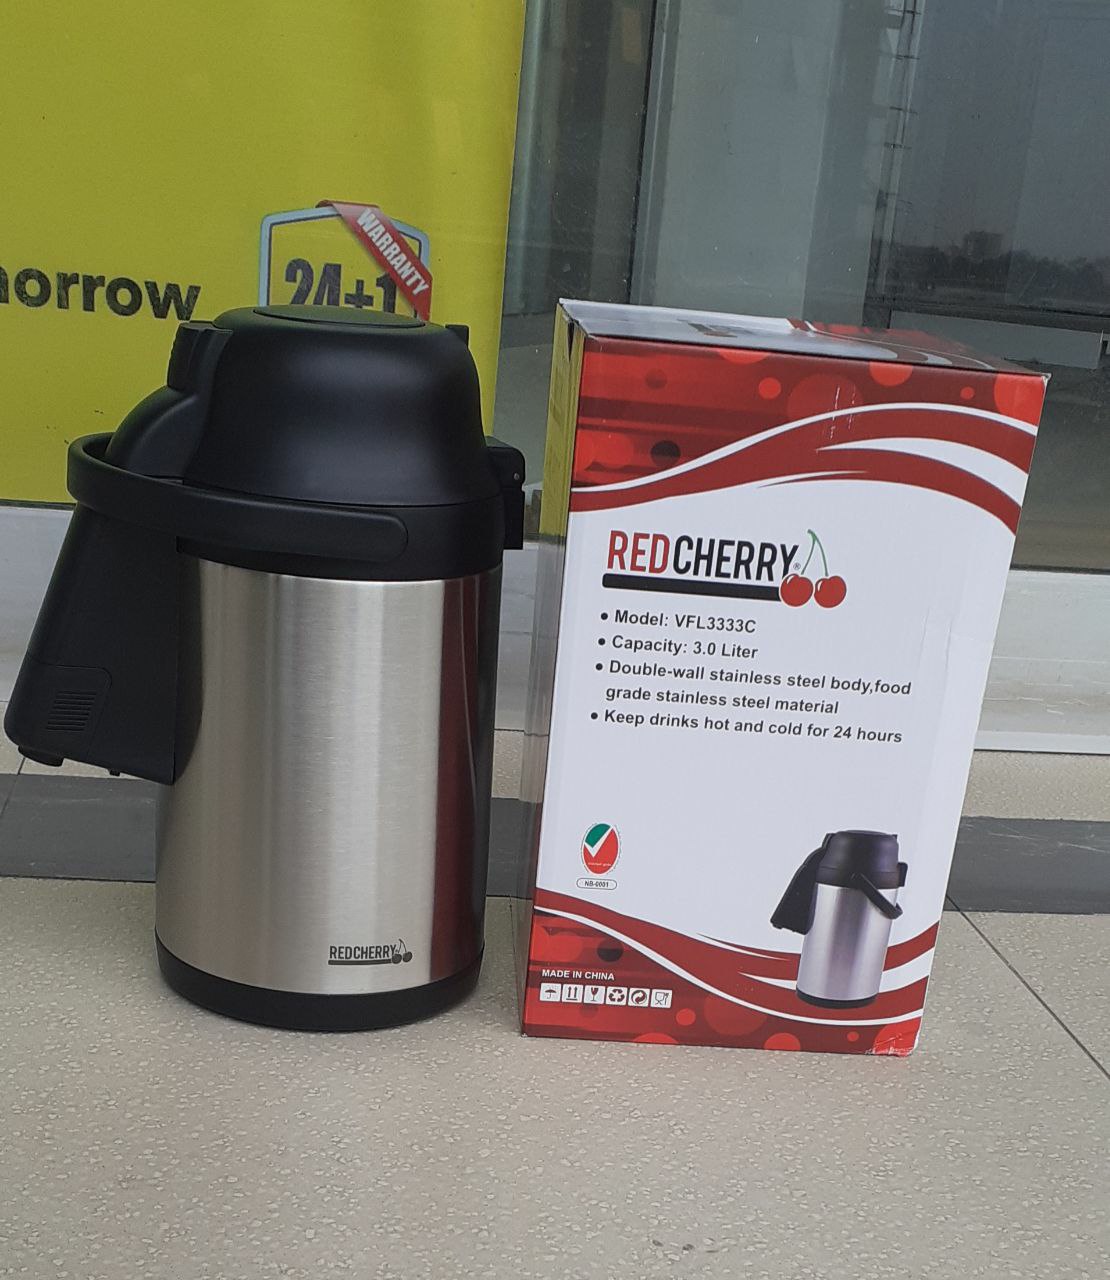 norrow
WARRANTY
24+1
REDCHERRY®
• Model: VFL3333C
• Capacity: 3.0 Liter
• Double-wall stainless steel body,food
grade stainless steel material
• Keep drinks hot and cold for 24 hours
NB-0001
MADE IN CHINA
REDCHERRY